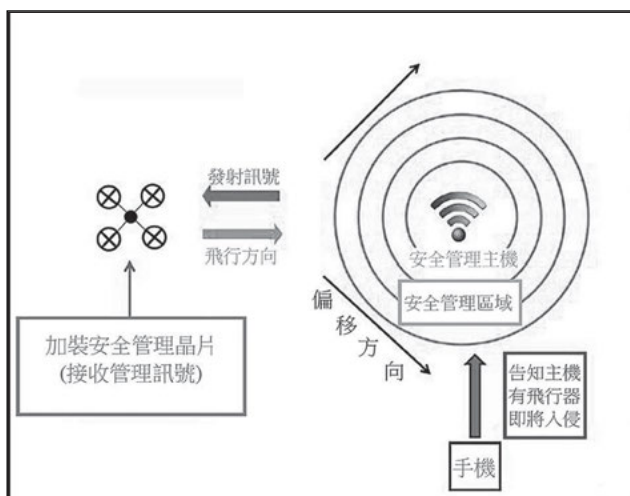 發射訊號
飛行方向
安全管理主機
安全管理區域
偏移方向
加裝安全管理晶片
(接收管理訊號)
告知主機
有飛行器
即將入侵
手機